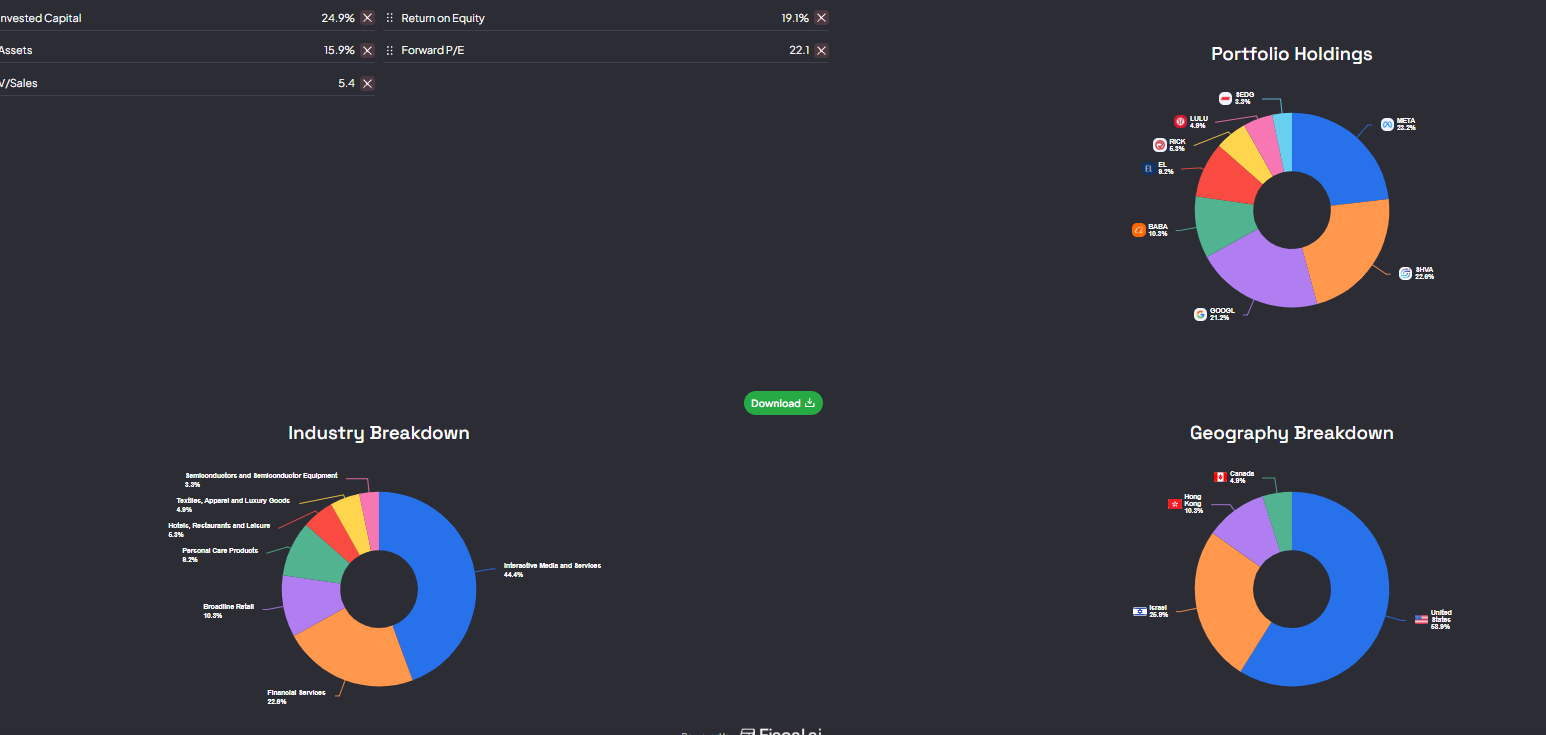 nvested Capital 24.9%
Return on Equity 19.1%
Assets 15.9%
Forward P/E 22.1
V/Sales 5.4
Portfolio Holdings
SEDG
3.3%
META
23.2%
LULU
4.9%
RICK
5.3%
EL
9.2%
BABA
10.3%
SHVA
22.6%
GOOGL
21.2%
Download
Industry Breakdown
Semiconductors and Semiconductor Equipment
3.3%
Textiles, Apparel and Luxury Goods
4.9%
Hotels, Restaurants and Leisure
5.3%
Personal Care Products
9.2%
Interactive Media and Services
44.4%
Broadline Retail
10.3%
Financial Services
22.6%
Geography Breakdown
Canada
4.9%
Hong
Kong
10.3%
Israel
25.9%
United
States
58.9%
Fiscal.ai